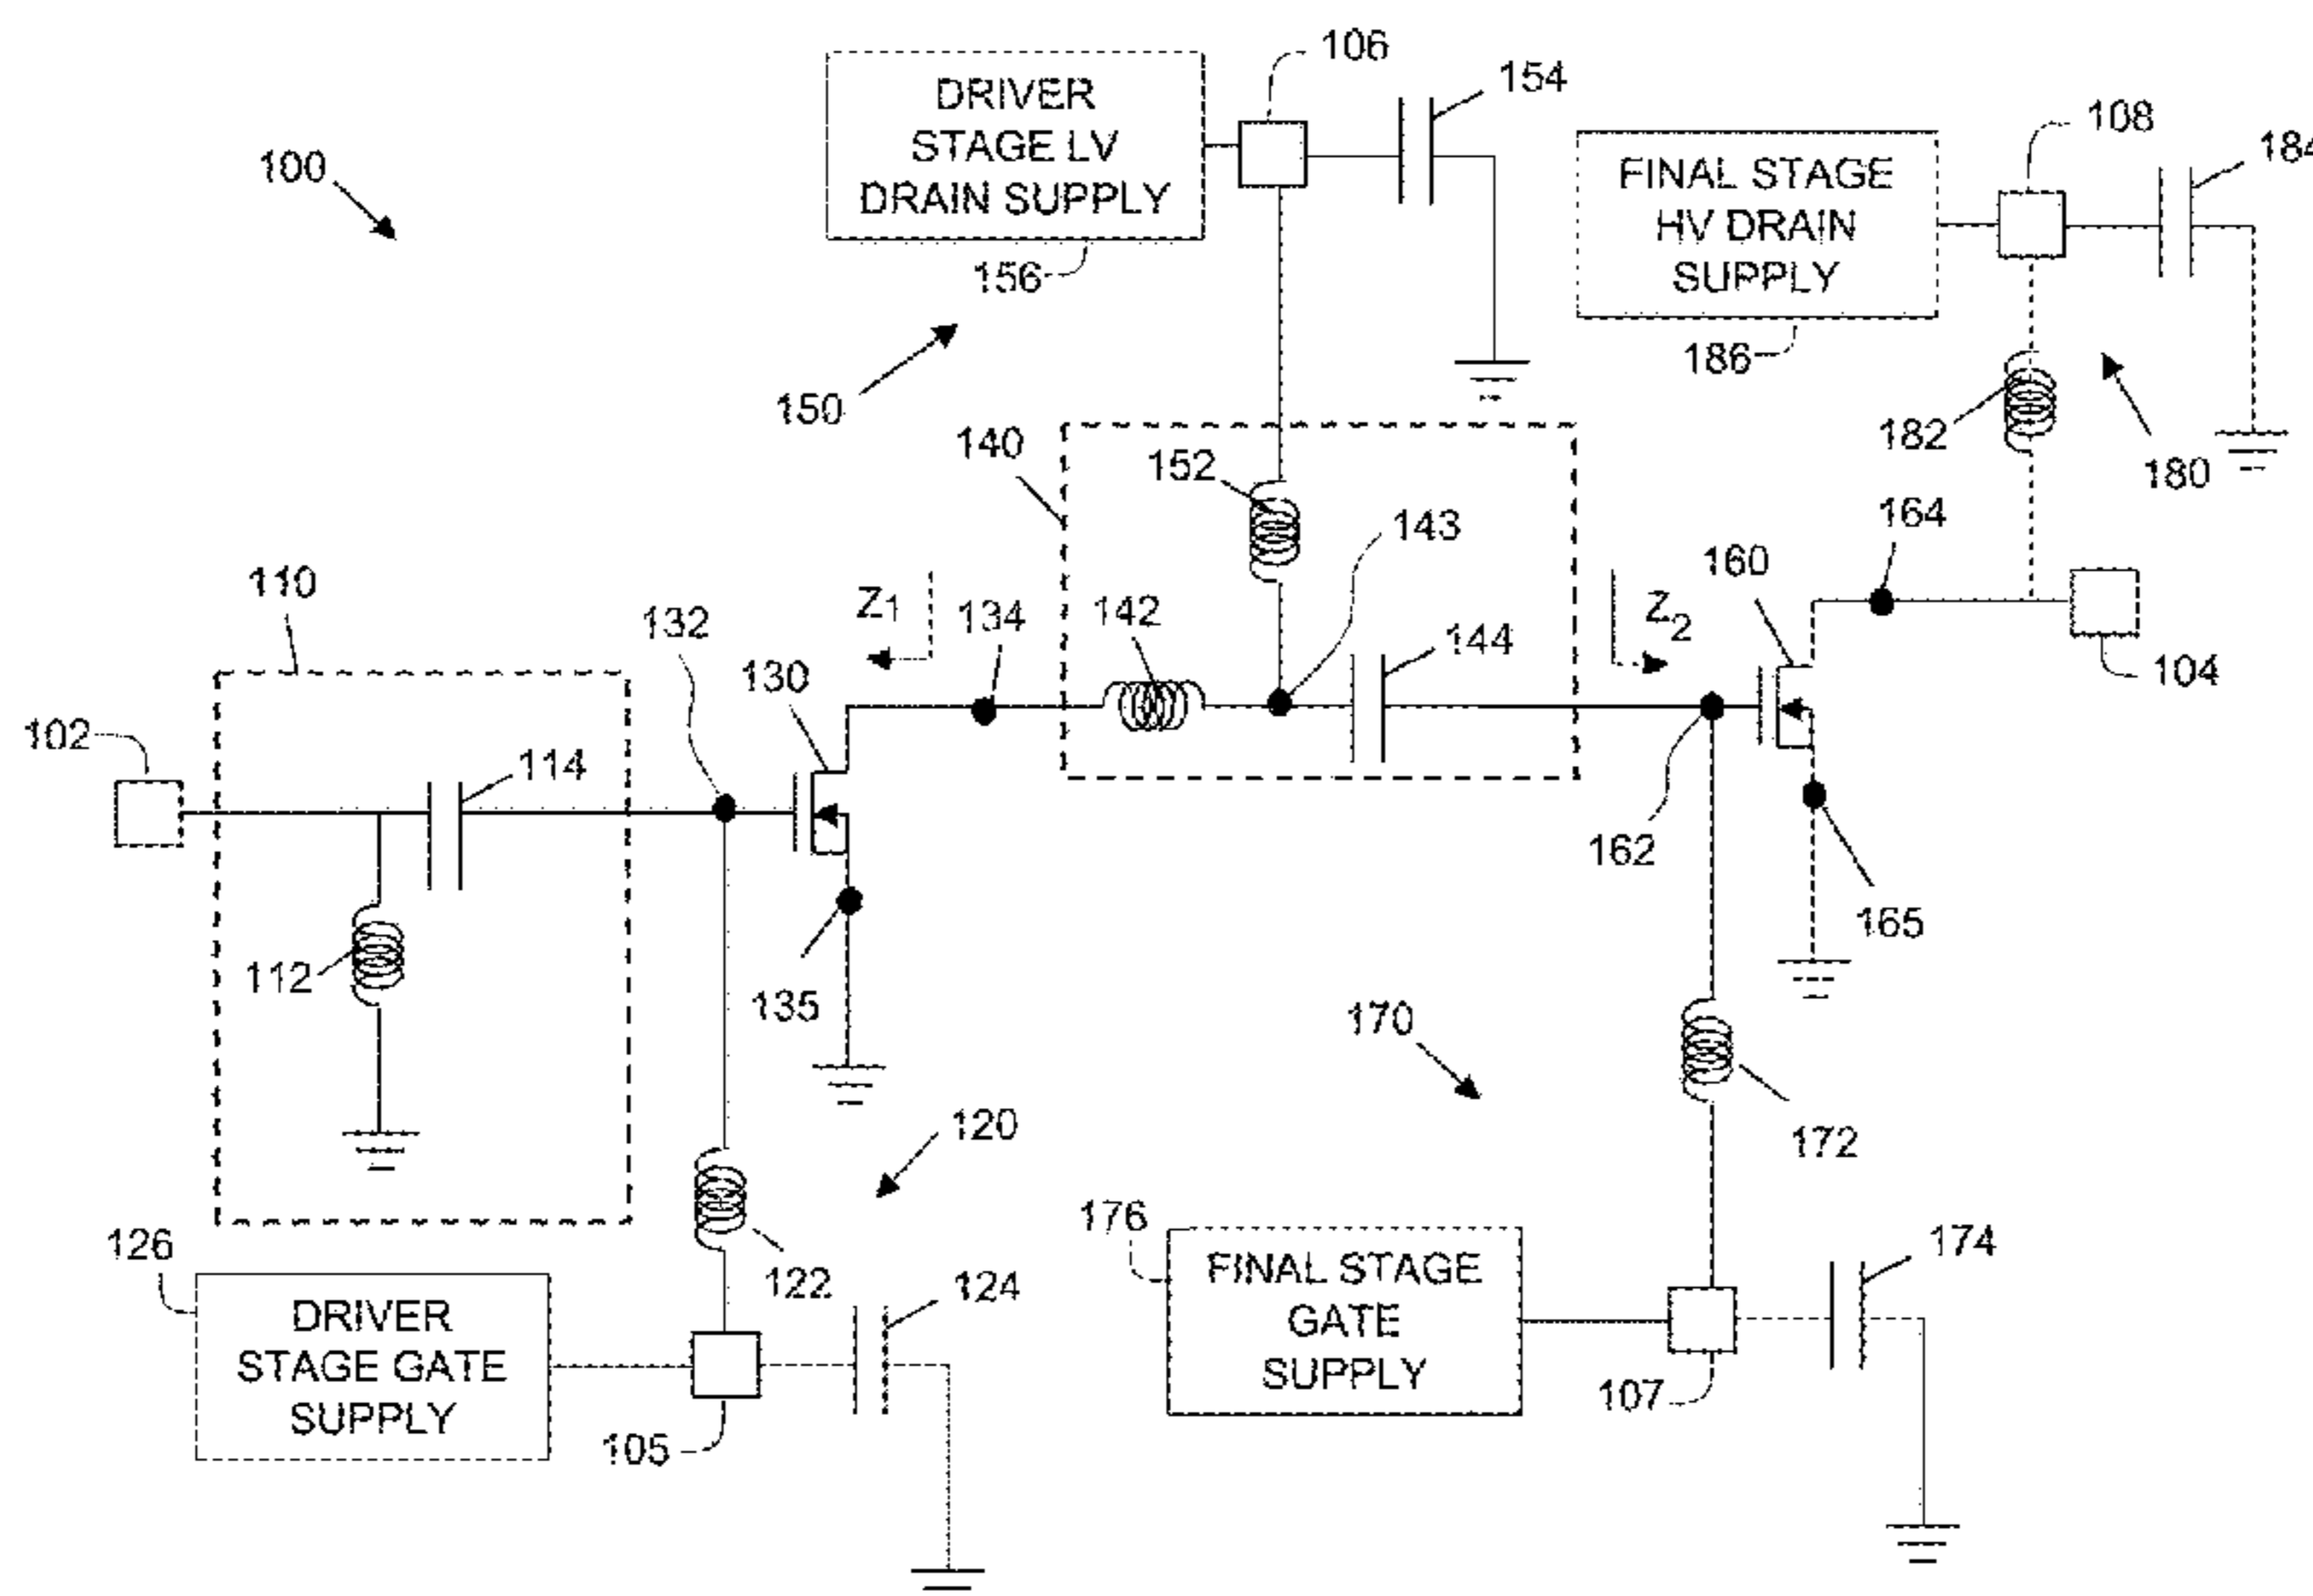 106
154
DRIVER
STAGE LV
DRAIN SUPPLY
108
184
100
FINAL STAGE
HV DRAIN
SUPPLY
156
186
150
182
180
140
152
143
164
110
160
Z1
134
142
144
Z2
132
130
104
102
114
162
165
112
135
170
120
172
126
122
124
176
174
DRIVER
STAGE GATE
SUPPLY
FINAL STAGE
GATE
SUPPLY
105
107